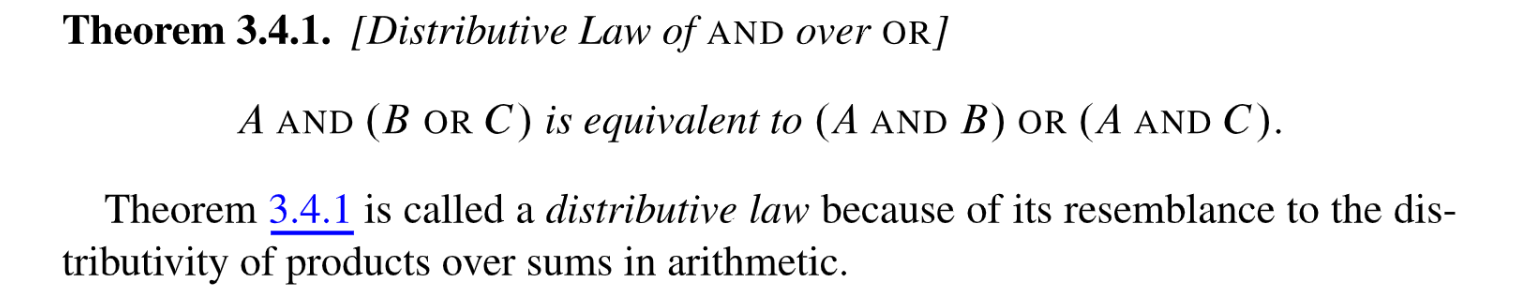 Theorem 3.4.1. [Distributive Law of AND over OR]
A AND (B OR C) is equivalent to (A AND B) OR (A AND C).
Theorem 3.4.1 is called a distributive law because of its resemblance to the dis-
tributivity of products over sums in arithmetic.